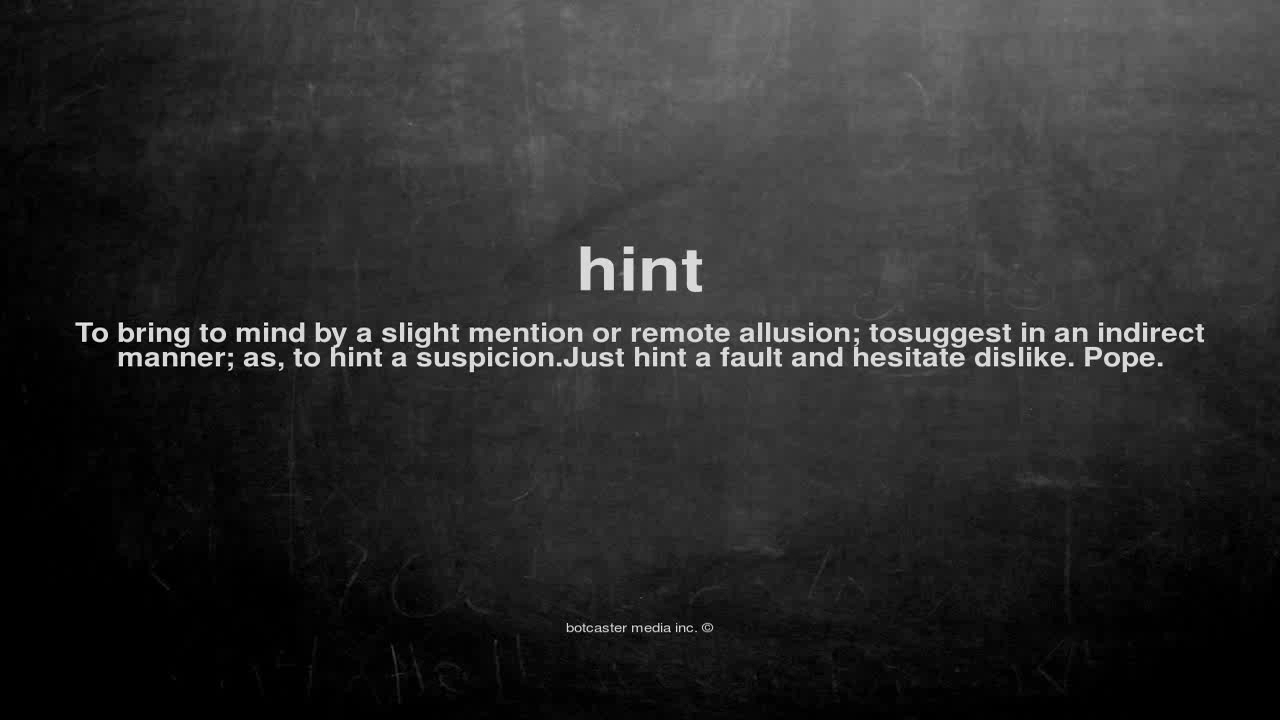 hint
To bring to mind by a slight mention or remote allusion; tosuggest in an indirect
manner; as, to hint a suspicion.Just hint a fault and hesitate dislike. Pope.
botcaster media inc. ©